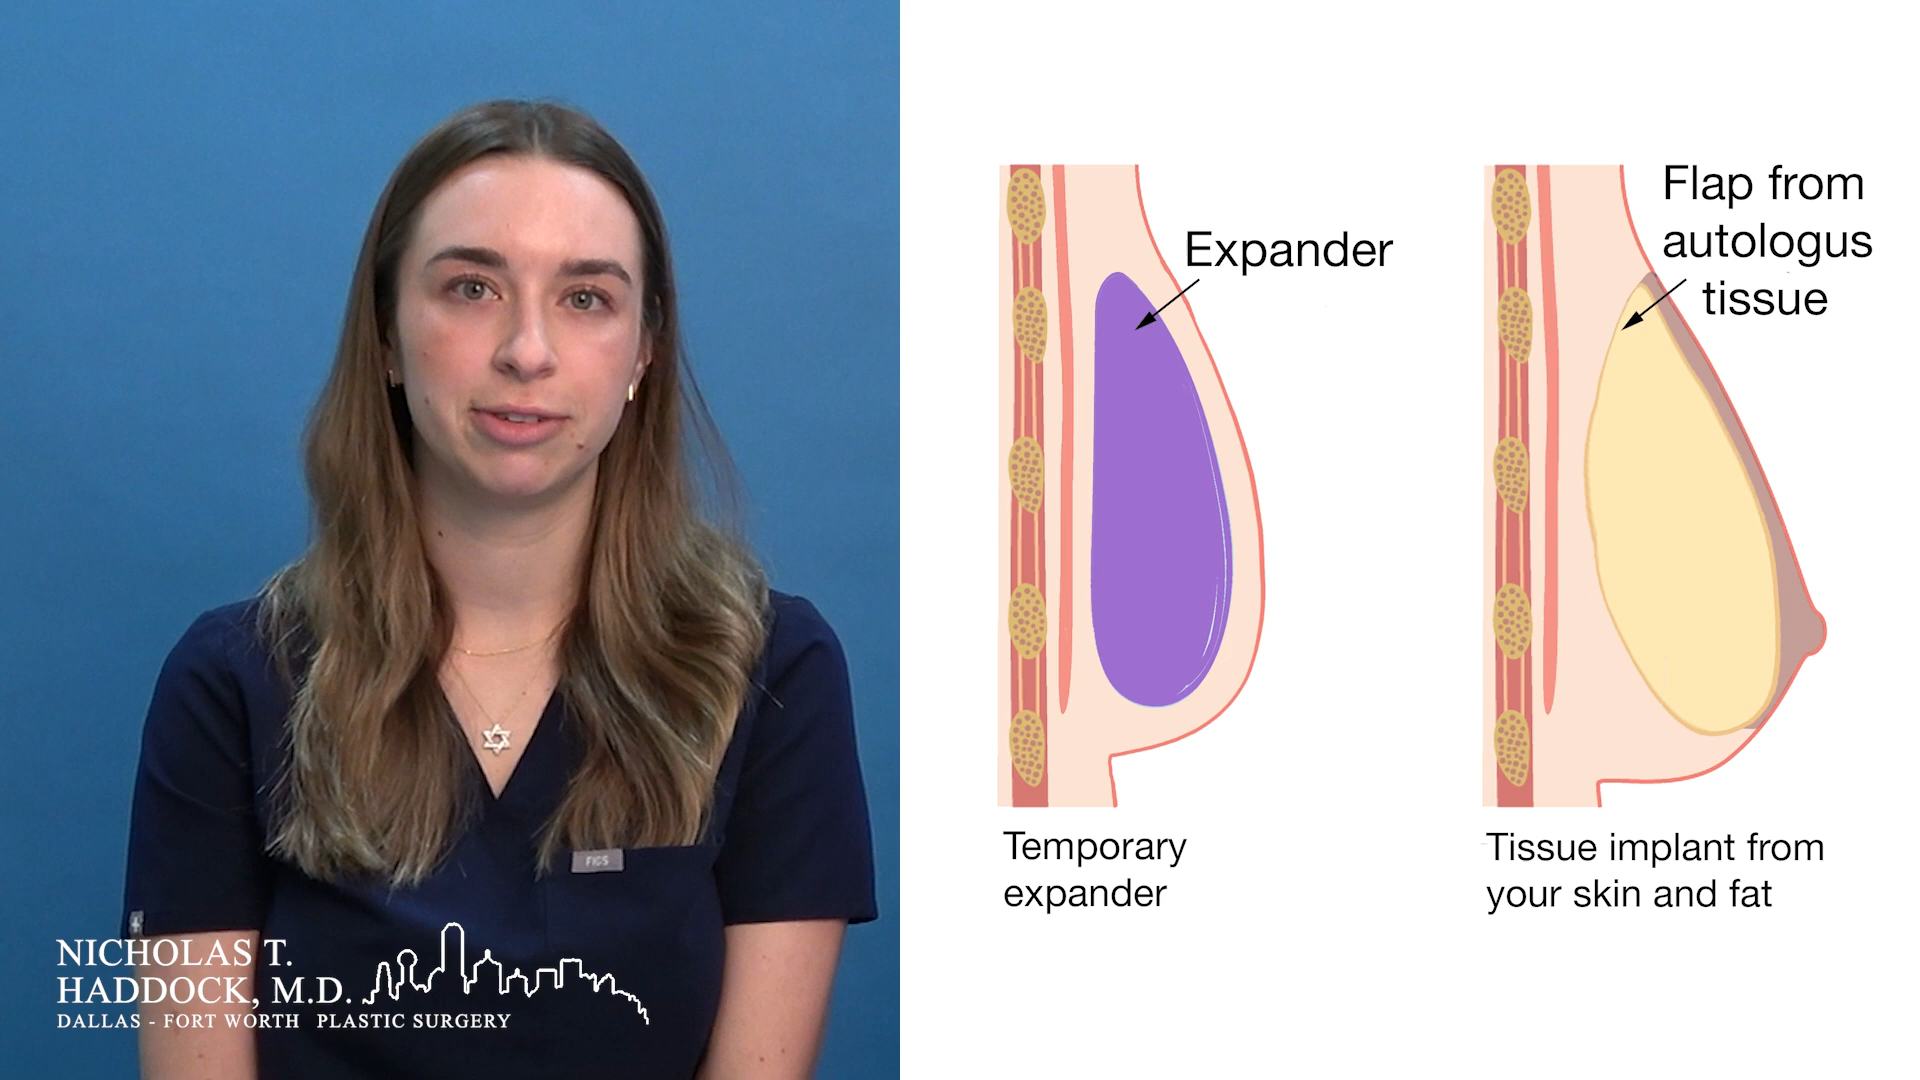 FIGS
NICHOLAS T.
HADDOCK, M.D.
DALLAS - FORT WORTH PLASTIC SURGERY
Expander
Temporary
expander
Flap from
autologus
tissue
Tissue implant from
your skin and fat